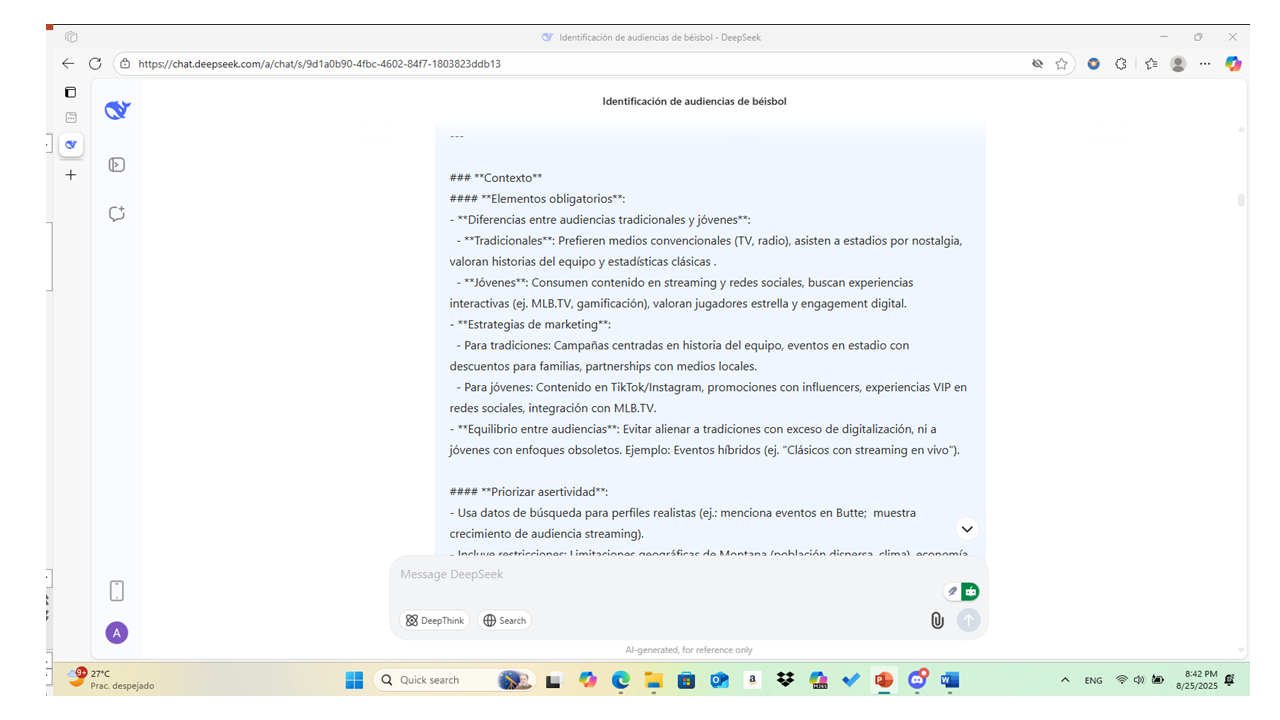 Identificación de audiencias de béisbol - DeepSeek
https://chat.deepseek.com/a/chat/s/9d1a0b90-4fbc-4602-84f7-1803823ddb13
Identificación de audiencias de béisbol
---
### **Contexto**
#### **Elementos obligatorios**:
- **Diferencias entre audiencias tradicionales y jóvenes**:
- **Tradicionales**: Prefieren medios convencionales (TV, radio), asisten a estadios por nostalgia,
valoran historias del equipo y estadísticas clásicas .
- **Jóvenes**: Consumen contenido en streaming y redes sociales, buscan experiencias
interactivas (ej. MLB.TV, gamificación), valoran jugadores estrella y engagement digital.
- **Estrategias de marketing**:
- Para tradiciones: Campañas centradas en historia del equipo, eventos en estadio con
descuentos para familias, partnerships con medios locales.
- Para jóvenes: Contenido en TikTok/Instagram, promociones con influencers, experiencias VIP en
redes sociales, integración con MLB.TV.
- **Equilibrio entre audiencias**: Evitar alienar a tradiciones con exceso de digitalización, ni a
jóvenes con enfoques obsoletos. Ejemplo: Eventos híbridos (ej. "Clásicos con streaming en vivo").
#### **Priorizar asertividad**:
- Usa datos de búsqueda para perfiles realistas (ej.: menciona eventos en Butte;  muestra
crecimiento de audiencia streaming).
- Incluye restricciones: Limitaciones geográficas de Montana (población dispersa, clima), economía
Message DeepSeek
DeepThink
Search
A
AI-generated, for reference only
9+
27°C
Prac. despejado
Quick search
a
ENG
8:42 PM
8/25/2025